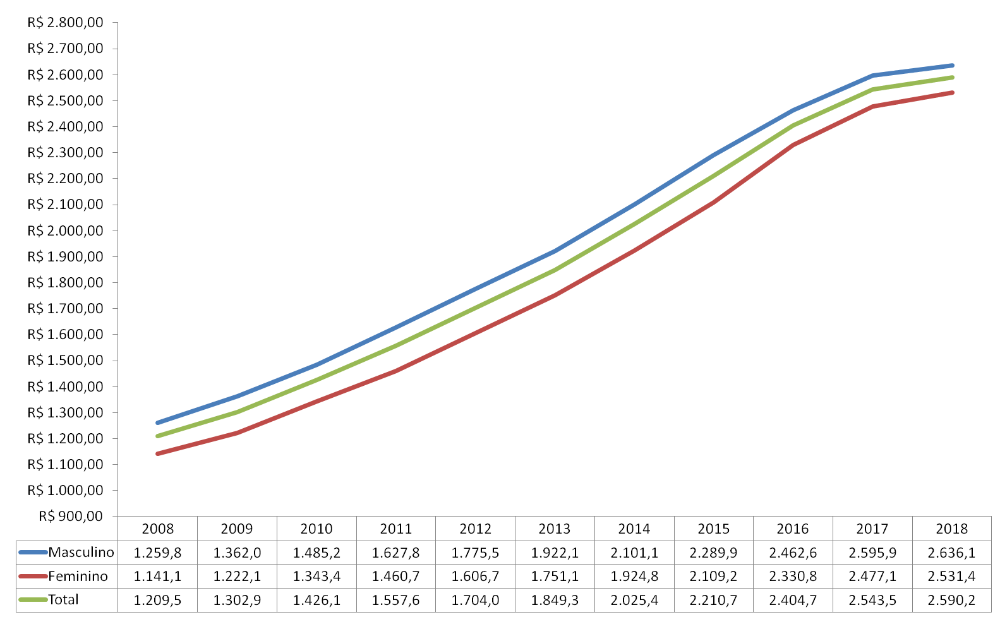 R$ 2.800,00
R$ 2.700,00
R$ 2.600,00
R$ 2.500,00
R$ 2.400,00
R$ 2.300,00
R$ 2.200,00
R$ 2.100,00
R$ 2.000,00
R$ 1.900,00
R$ 1.800,00
R$ 1.700,00
R$ 1.600,00
R$ 1.500,00
R$ 1.400,00
R$ 1.300,00
R$ 1.200,00
R$ 1.100,00
R$ 1.000,00
R$ 900,00
2008 2009 2010 2011 2012 2013 2014 2015 2016 2017 2018
Masculino 1.259,8 1.362,0 1.485,2 1.627,8 1.775,5 1.922,1 2.101,1 2.289,9 2.462,6 2.595,9 2.636,1
Feminino 1.141,1 1.222,1 1.343,4 1.460,7 1.606,7 1.751,1 1.924,8 2.109,2 2.330,8 2.477,1 2.531,4
Total 1.209,5 1.302,9 1.426,1 1.557,6 1.704,0 1.849,3 2.025,4 2.210,7 2.404,7 2.543,5 2.590,2